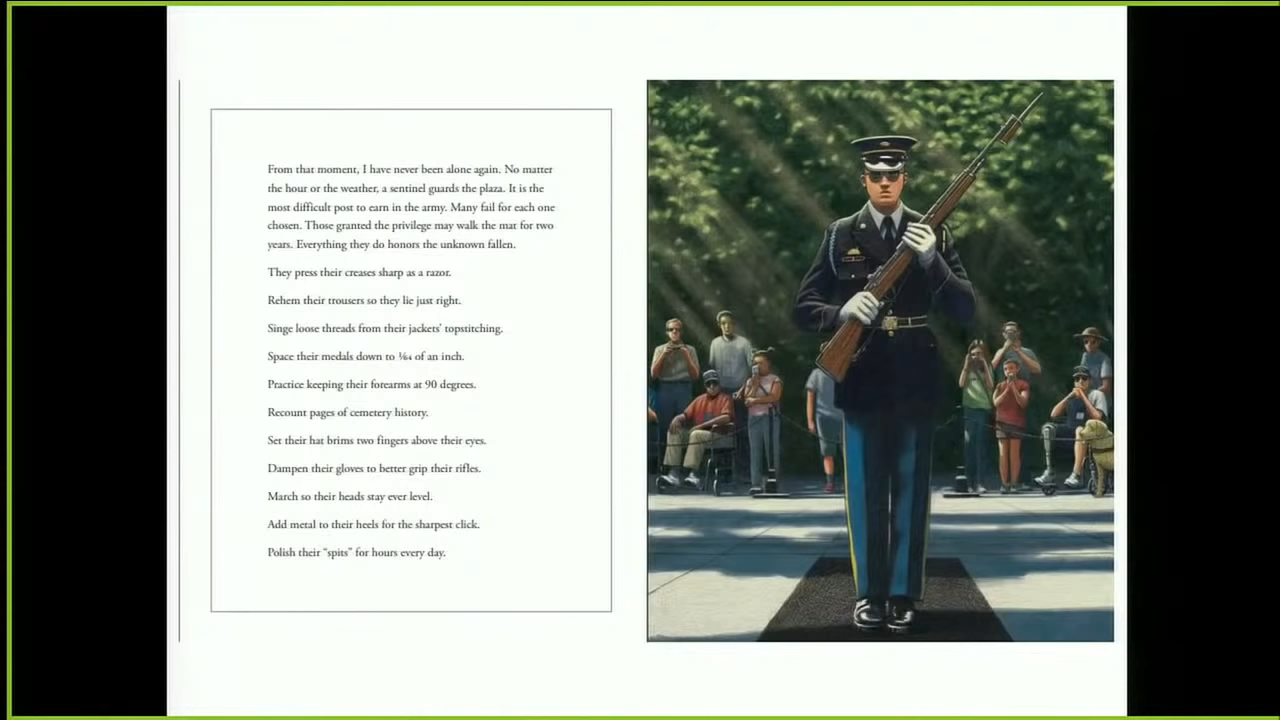 From that moment, I have never been alone again. No matter
the hour or the weather, a sentinel guards the plaza. It is the
most difficult post to earn in the army. Many fail for each one
chosen. Those granted the privilege may walk the mat for two
years. Everything they do honors the unknown fallen.
They press their creases sharp as a razor.
Rehem their trousers so they lie just right.
Singe loose threads from their jackets’ topstitching.
Space their medals down to 1⁄64 of an inch.
Practice keeping their forearms at 90 degrees.
Recount pages of cemetery history.
Set their hat brims two fingers above their eyes.
Dampen their gloves to better grip their rifles.
March so their heads stay ever level.
Add metal to their heels for the sharpest click.
Polish their “spits” for hours every day.